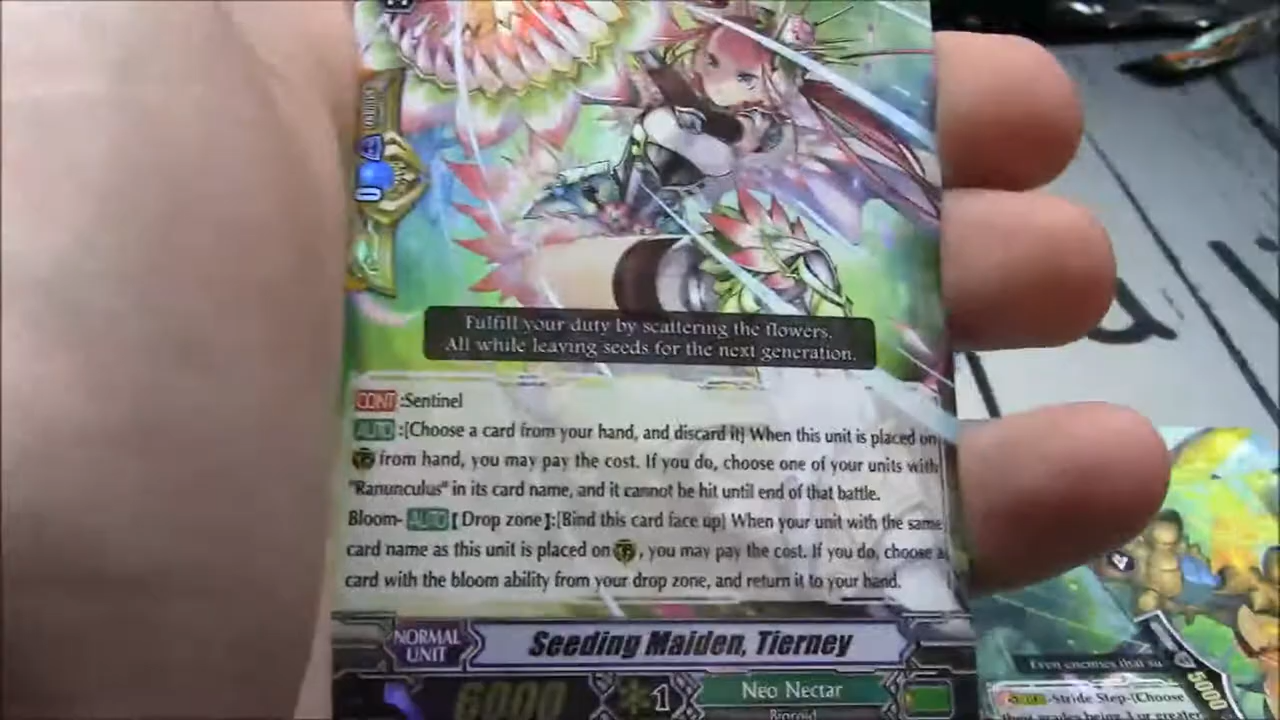 0
Fulfill your duty by scattering the flowers.
All while leaving seeds for the next generation.
CONT :Sentinel
AUTO :[Choose a card from your hand, and discard it] When this unit is placed on
from hand, you may pay the cost. If you do, choose one of your units with
"Ranunculus" in its card name, and it cannot be hit until end of that battle.
Bloom- AUTO [Drop zone]:[Bind this card face up] When your unit with the same
card name as this unit is placed on , you may pay the cost. If you do, choose a
card with the bloom ability from your drop zone, and return it to your hand.
NORMAL
UNIT
Seeding Maiden, Tierney
6000
1
Neo Nectar
Bioroid
Even enemies that su
5000
-Stride Step-[Choose